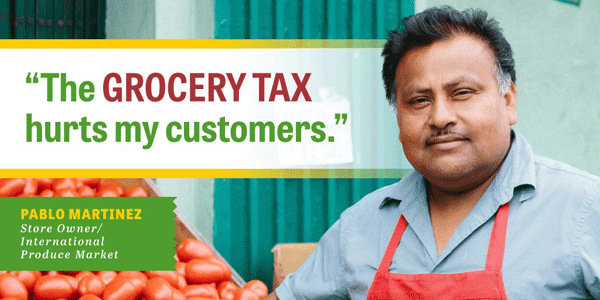 “The GROCERY TAX
hurts my customers.”
PABLO MARTINEZ
Store Owner/
International
Produce Market